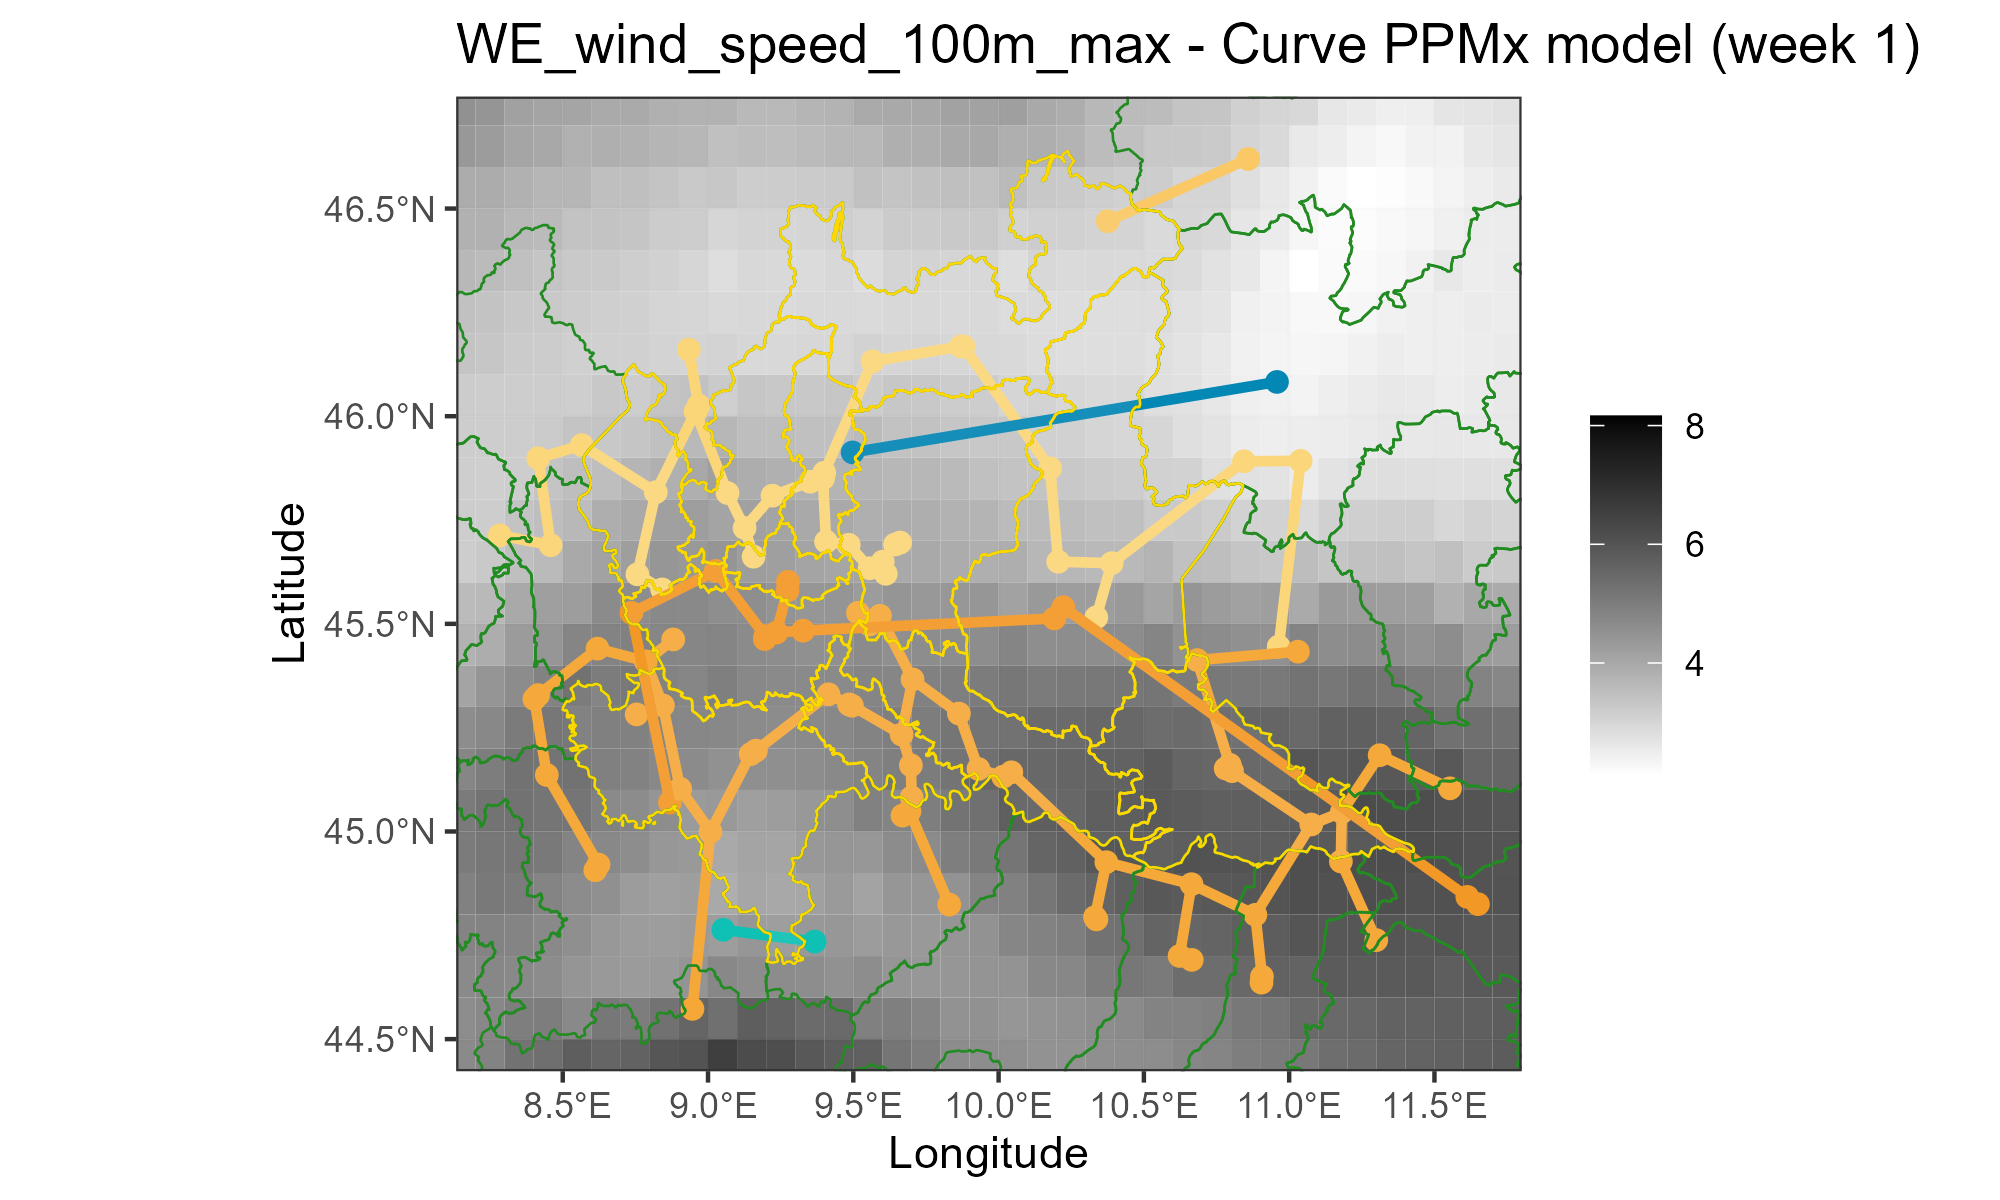 WE_wind_speed_100m_max - Curve PPMx model (week 1)
46.5°N
46.0°N
45.5°N
45.0°N
44.5°N
Latitude
8.5°E 9.0°E 9.5°E 10.0°E 10.5°E 11.0°E 11.5°E
Longitude
8
6
4